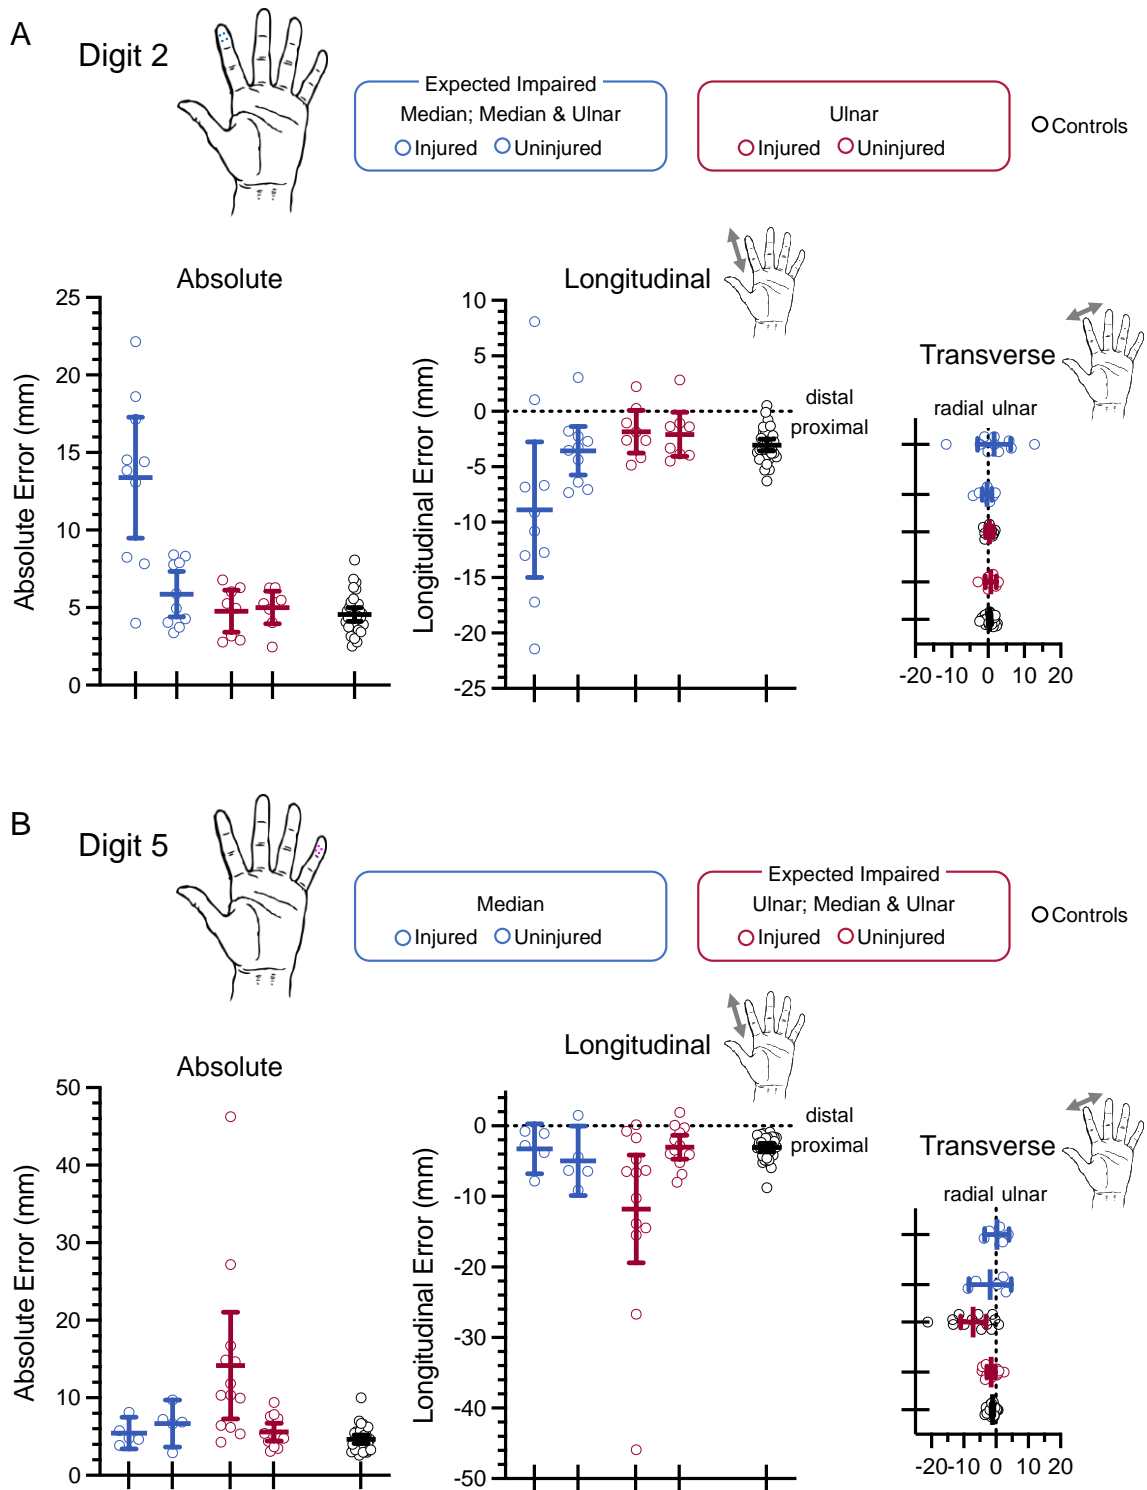 A
Digit 2
Expected Impaired
Median; Median & Ulnar
Injured Uninjured
Ulnar
Injured Uninjured
Controls
Absolute
Absolute Error (mm)
25
20
15
10
5
0
Longitudinal
Longitudinal Error (mm)
10
5
0
-5
-10
-15
-20
-25
distal
proximal
Transverse
radial ulnar
-20 -10 0 10 20
B
Digit 5
Median
Injured Uninjured
Expected Impaired
Ulnar; Median & Ulnar
Injured Uninjured
Controls
Absolute
Absolute Error (mm)
50
40
30
20
10
0
Longitudinal
Longitudinal Error (mm)
0
-10
-20
-30
-40
-50
distal
proximal
Transverse
radial ulnar
-20 -10 0 10 20